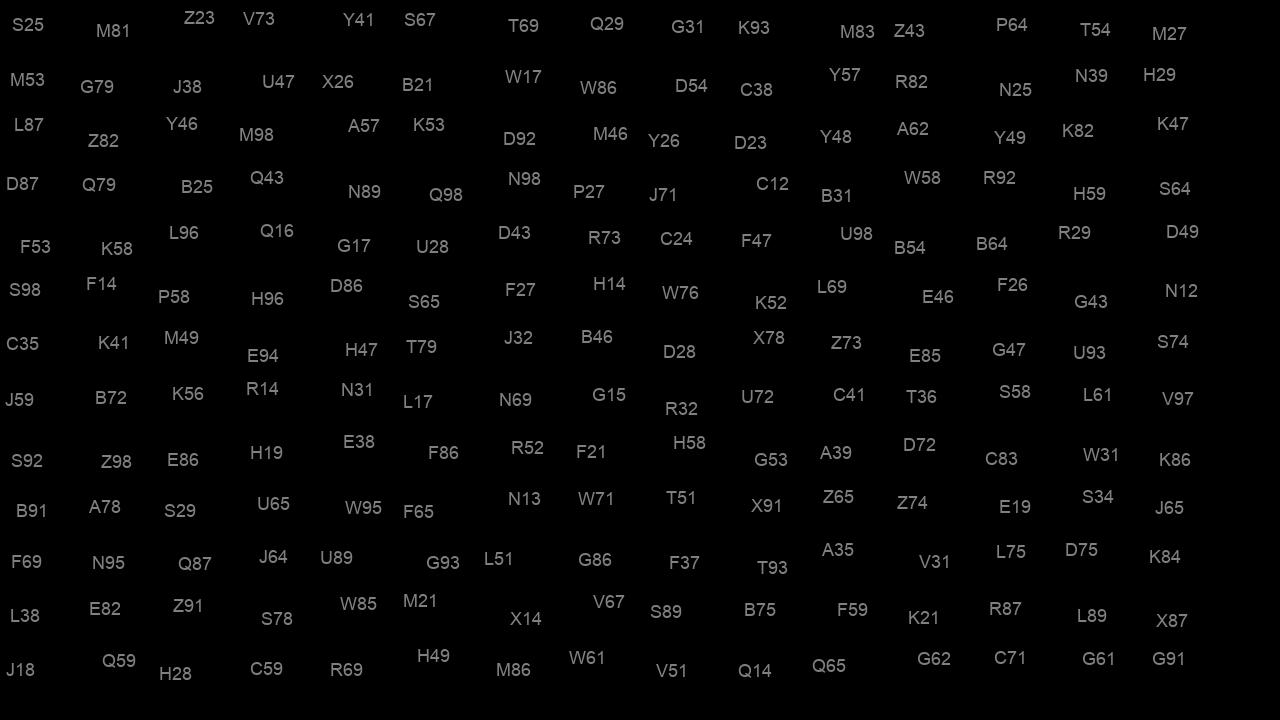 S25 M81 Z23 V73 Y41 S67 T69 Q29 G31 K93 M83 Z43 P64 T54 M27
M53 G79 J38 U47 X26 B21 W17 W86 D54 C38 Y57 R82 N25 N39 H29
L87 Z82 Y46 M98 A57 K53 D92 M46 Y26 D23 Y48 A62 Y49 K82 K47
D87 Q79 B25 Q43 N89 Q98 N98 P27 J71 C12 B31 W58 R92 H59 S64
F53 K58 L96 Q16 G17 U28 D43 R73 C24 F47 U98 B54 B64 R29 D49
S98 F14 P58 H96 D86 S65 F27 H14 W76 K52 L69 E46 F26 G43 N12
C35 K41 M49 E94 H47 T79 J32 B46 D28 X78 Z73 E85 G47 U93 S74
J59 B72 K56 R14 N31 L17 N69 G15 R32 U72 C41 T36 S58 L61 V97
S92 Z98 E86 H19 E38 F86 R52 F21 H58 G53 A39 D72 C83 W31 K86
B91 A78 S29 U65 W95 F65 N13 W71 T51 X91 Z65 Z74 E19 S34 J65
F69 N95 Q87 J64 U89 G93 L51 G86 F37 T93 A35 V31 L75 D75 K84
L38 E82 Z91 S78 W85 M21 X14 V67 S89 B75 F59 K21 R87 L89 X87
J18 Q59 H28 C59 R69 H49 M86 W61 V51 Q14 Q65 G62 C71 G61 G91